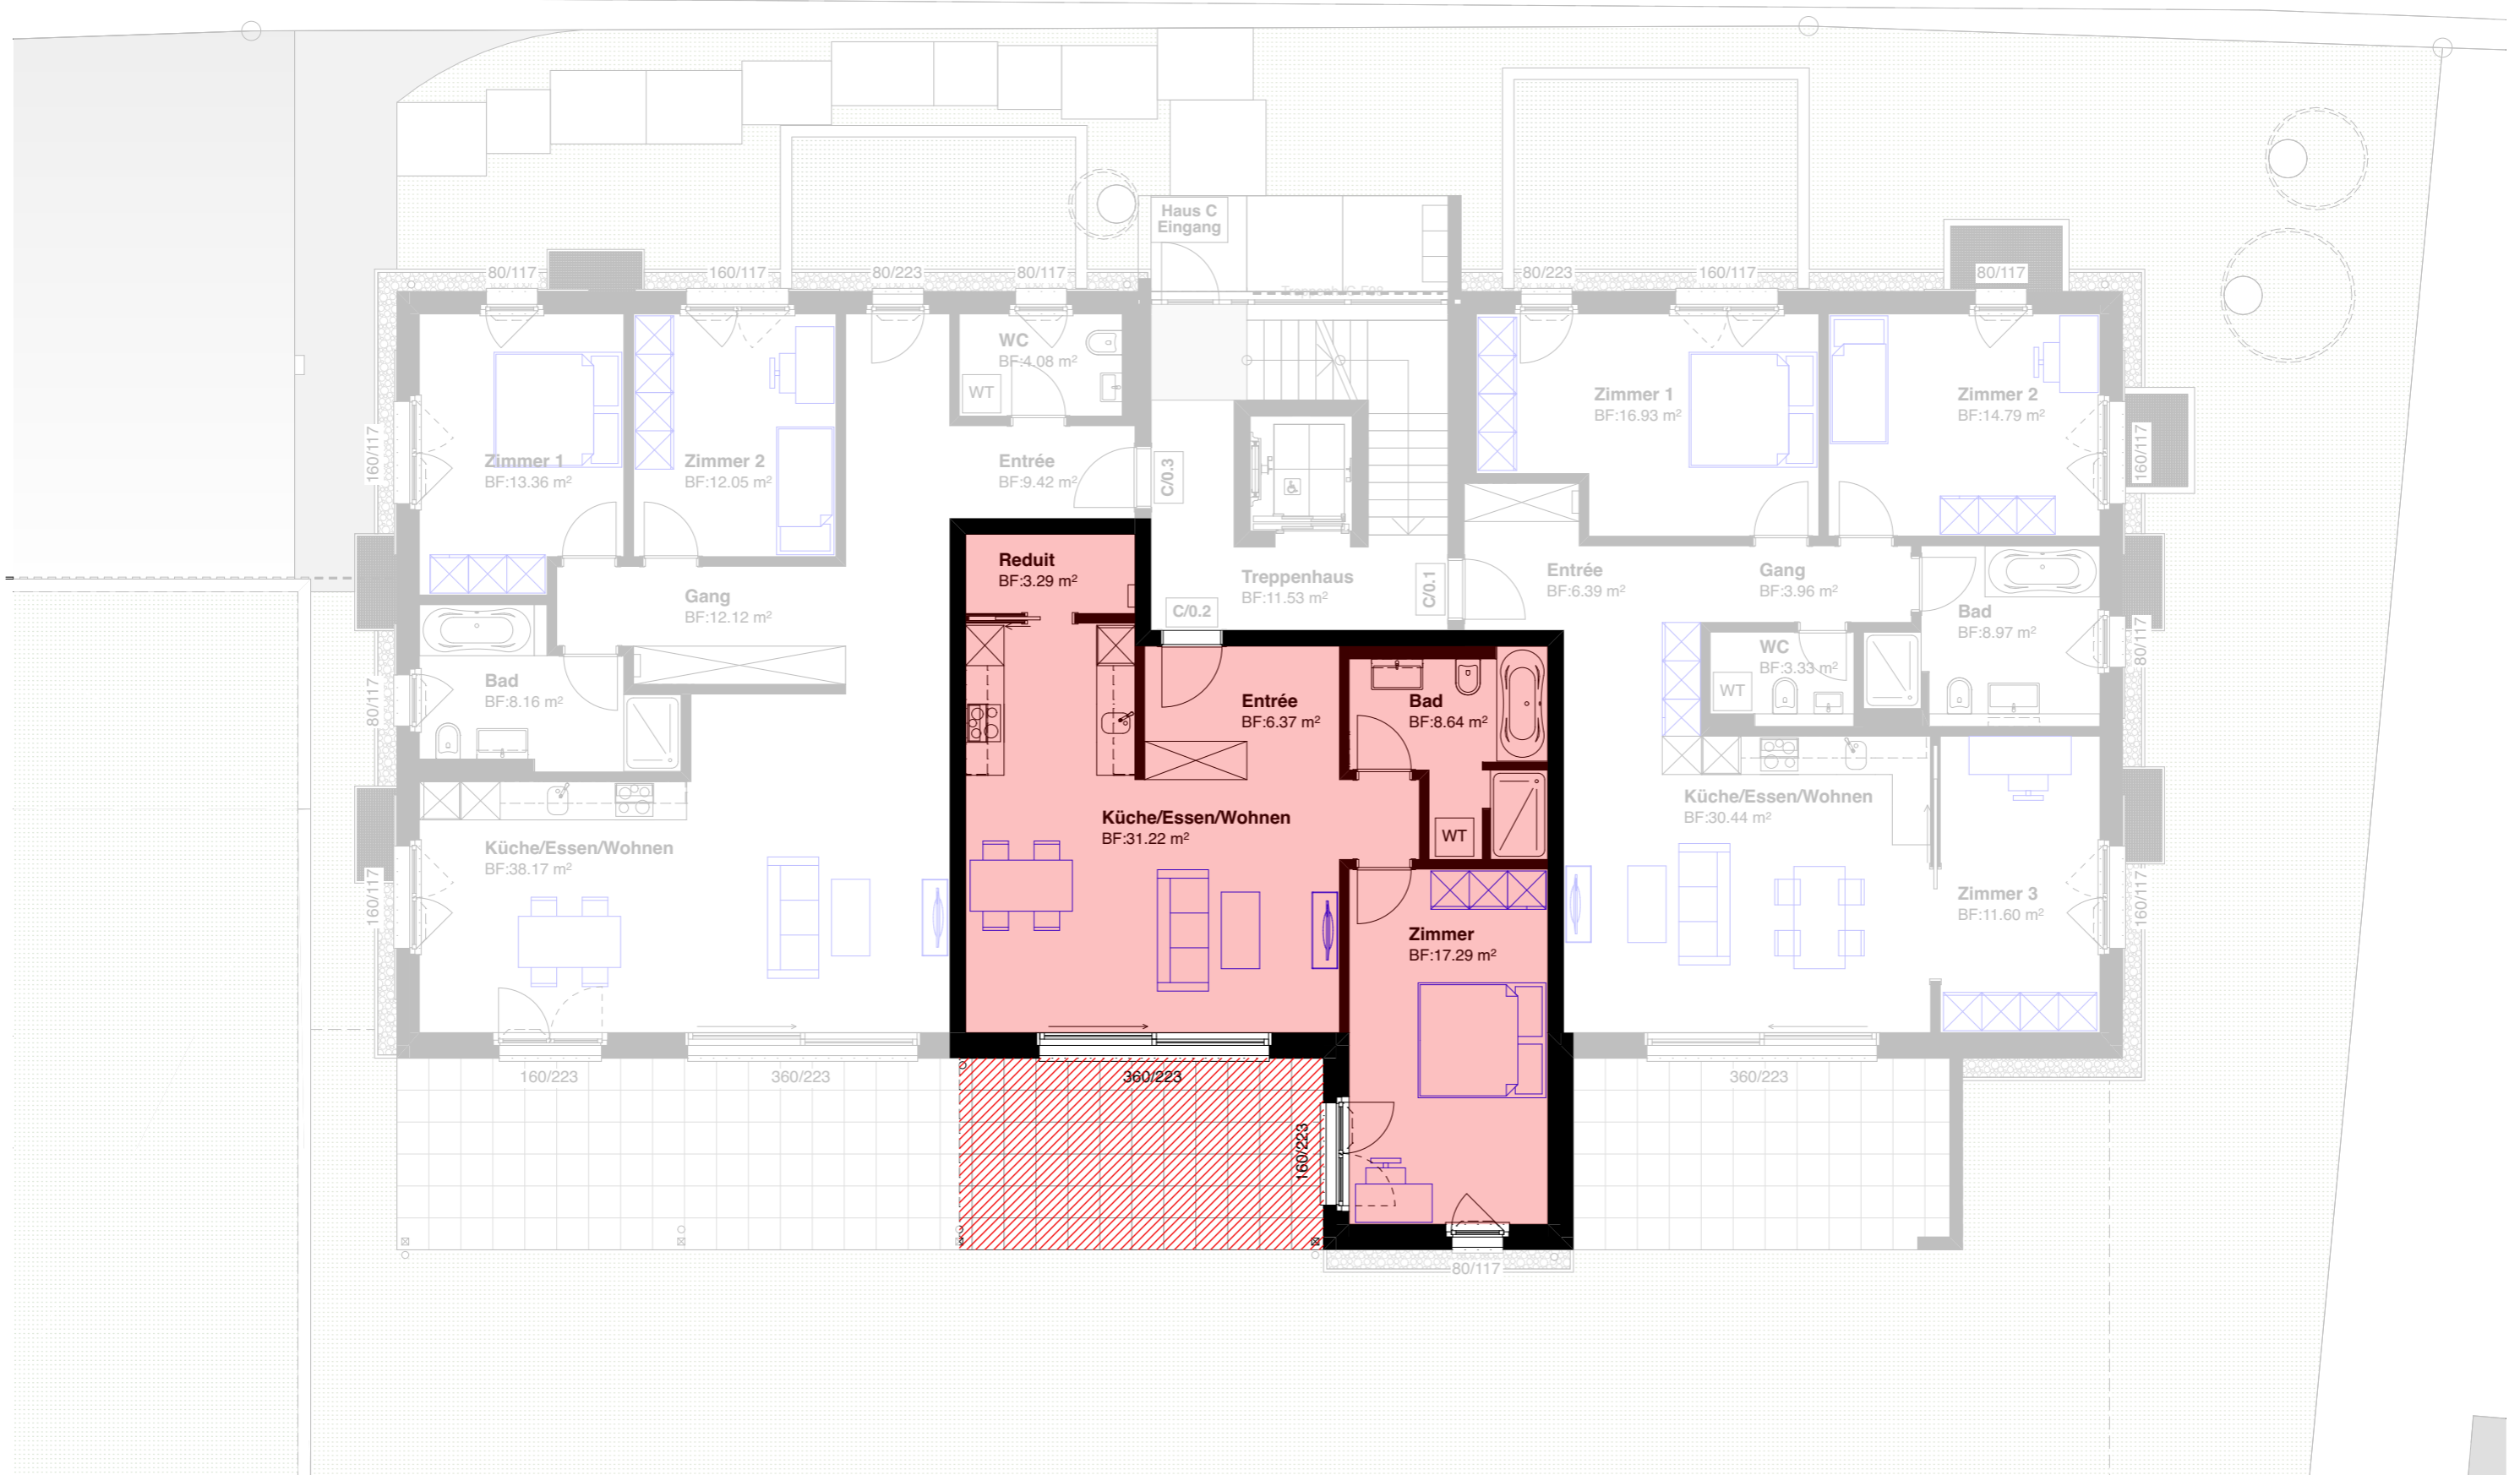 Haus C
Eingang
80/117
160/117
80/223
80/117
80/223
160/117
80/117
WC
BF:4.08 m²
WT
Zimmer 1
BF:16.93 m²
Zimmer 2
BF:14.79 m²
160/117
160/117
Zimmer 1
BF:13.36 m²
Zimmer 2
BF:12.05 m²
Entrée
BF:9.42 m²
C/0.3
Reduit
BF:3.29 m²
Treppenhaus
BF:11.53 m²
C/0.1
Entrée
BF:6.39 m²
Gang
BF:3.96 m²
Gang
BF:12.12 m²
C/0.2
Bad
BF:8.97 m²
80/117
WC
BF:3.33 m²
WT
Bad
BF:8.16 m²
80/117
Entrée
BF:6.37 m²
Bad
BF:8.64 m²
Küche/Essen/Wohnen
BF:31.22 m²
WT
Küche/Essen/Wohnen
BF:30.44 m²
Küche/Essen/Wohnen
BF:38.17 m²
160/117
Zimmer 3
BF:11.60 m²
160/117
Zimmer
BF:17.29 m²
160/223
360/223
360/223
360/223
160/223
80/117